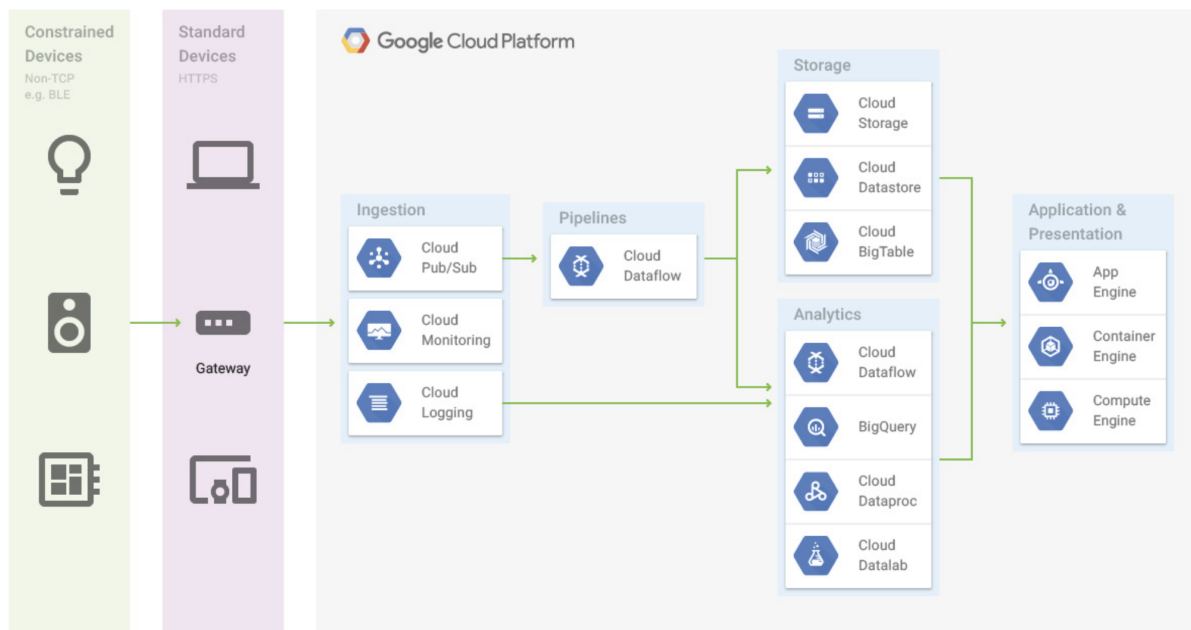 Constrained
Devices
Non-TCP
e.g. BLE
Standard
Devices
HTTPS
Gateway
Google Cloud Platform
Ingestion
Cloud
Pub/Sub
Cloud
Monitoring
Cloud
Logging
Pipelines
Cloud
Dataflow
Storage
Cloud
Storage
Cloud
Datastore
Cloud
BigTable
Analytics
Cloud
Dataflow
BigQuery
Cloud
Dataproc
Cloud
Datalab
Application &
Presentation
App
Engine
Container
Engine
Compute
Engine